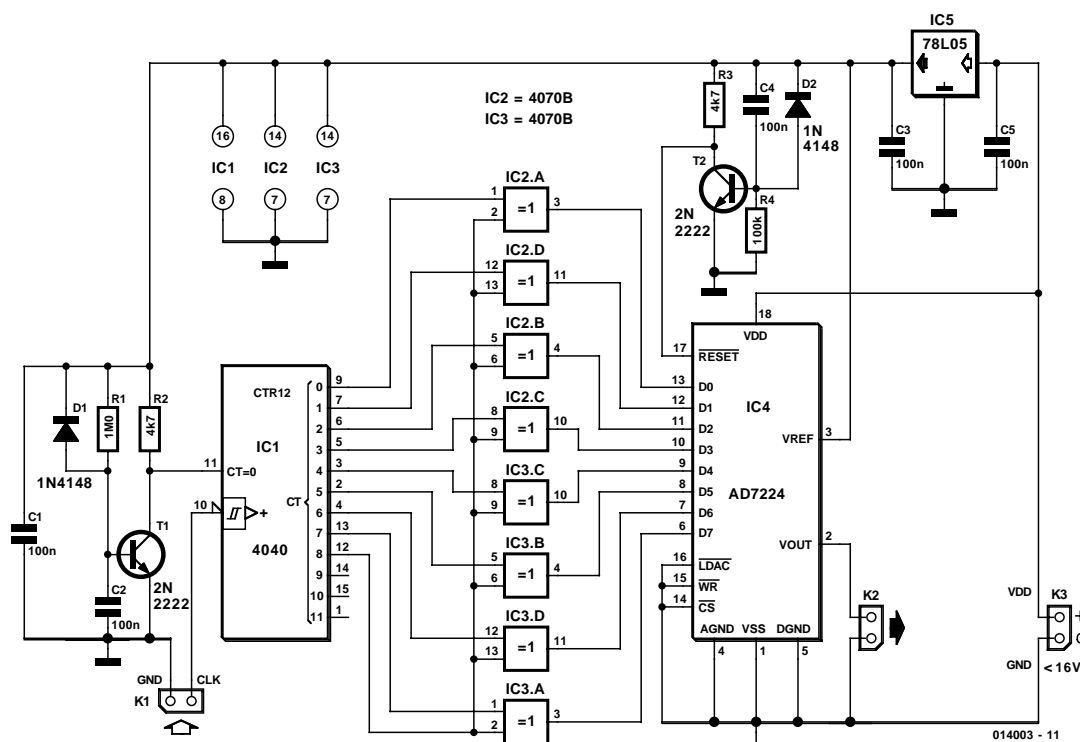 IC5
78L05
R3
4k7
C4
100n
D2
1N
4148
C3
100n
C5
100n
IC2 = 4070B
IC3 = 4070B
16
14
14
IC1
IC2
IC3
8
7
7
T2
2N
2222
R4
100k
IC2.A
1
2
=1
3
IC2.D
12
13
=1
11
IC2.B
5
6
=1
4
IC2.C
8
9
=1
10
IC3.C
8
9
=1
10
IC3.B
5
6
=1
4
IC3.D
12
13
=1
11
IC3.A
1
2
=1
3
D1
1N4148
R1
1M0
R2
4k7
C1
100n
T1
2N
2222
C2
100n
GND
CLK
K1
CTR12
IC1
11
CT=0
10
+
4040
CT
0
9
1
7
2
6
3
5
4
3
5
2
6
4
7
13
8
12
9
14
10
15
11
1
18
VDD
17
RESET
13
D0
12
D1
11
D2
10
D3
9
D4
8
D5
7
D6
6
D7
16
LDAC
15
WR
14
CS
IC4
AD7224
VREF
3
VOUT
2
AGND
VSS
DGND
4
1
5
K2
VDD
K3
+
GND
<16V
014003 - 11